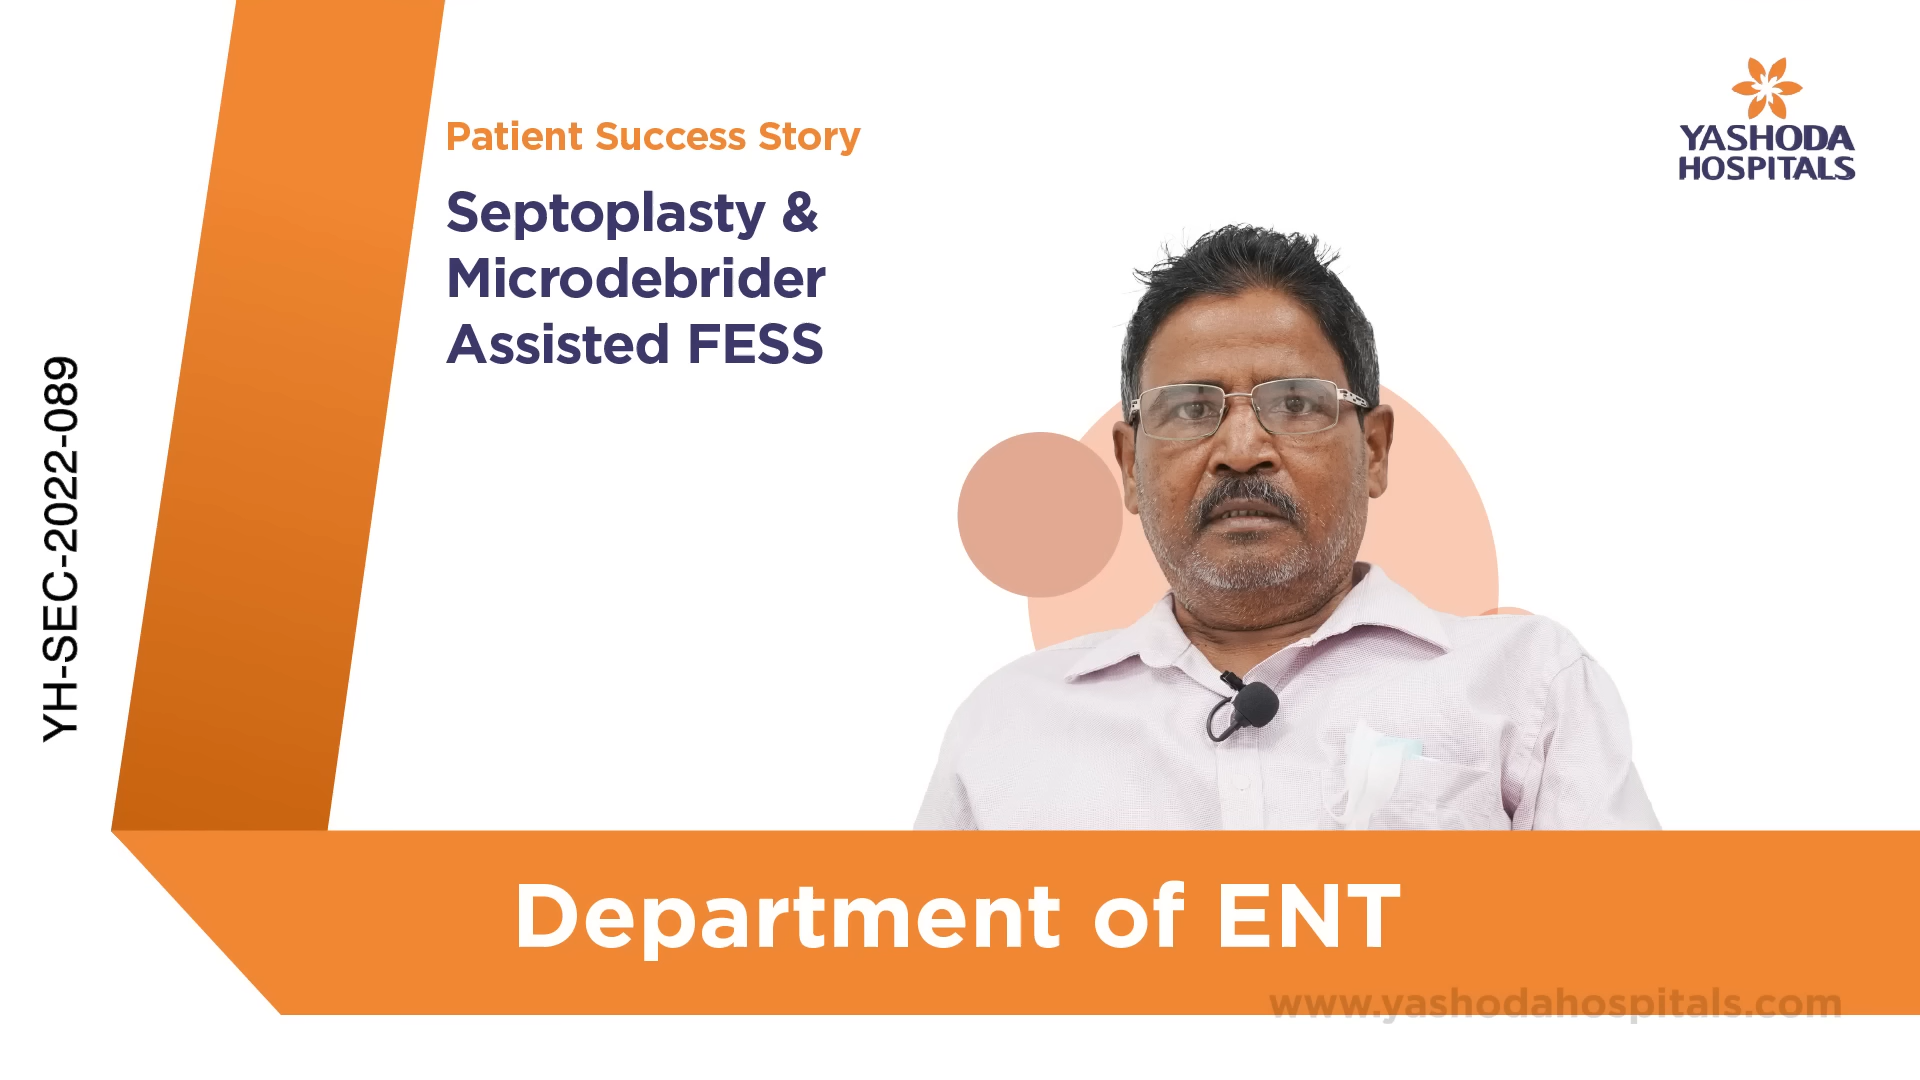 YASHODA
HOSPITALS
Patient Success Story
Septoplasty &
Microdebrider
Assisted FESS
YH-SEC-2022-089
Department of ENT
www.yashodahospitals.com